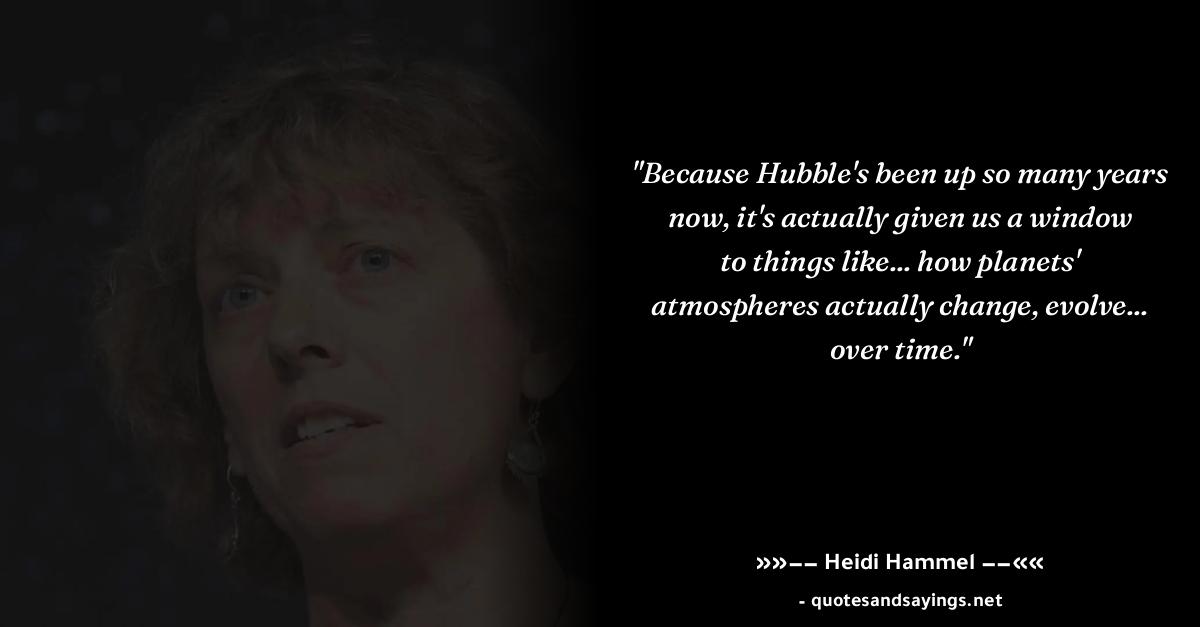 "Because Hubble's been up so many years
now, it's actually given us a window
to things like... how planets'
atmospheres actually change, evolve...
over time."
»»−− Heidi Hammel −−««
- quotesandsayings.net